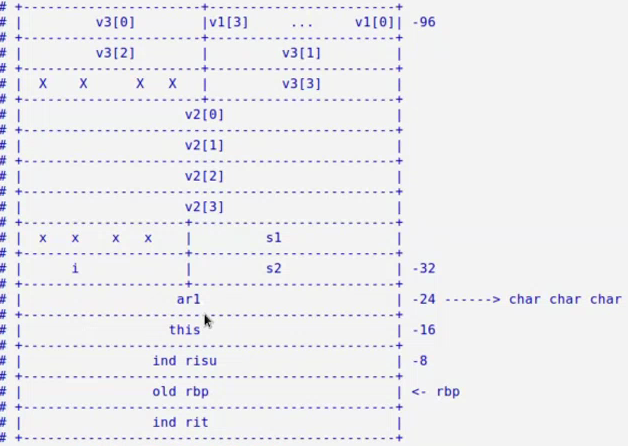 # +-----------------------+------------------------+
# | v3[0] |v1[3] ... v1[0]| -96
# +-----------------------+------------------------+
# | v3[2] | v3[1] |
# +-----------------------+------------------------+
# | X X X X | v3[3] |
# +-----------------------+------------------------+
# | v2[0] |
# +------------------------------------------------+
# | v2[1] |
# +------------------------------------------------+
# | v2[2] |
# +------------------------------------------------+
# | v2[3] |
# +---------------------+--------------------------+
# | x x x x | s1 |
# +---------------------+--------------------------+
# | i | s2 | -32
# +---------------------+--------------------------+
# | ar1 | -24 ------> char char char
# +------------------------------------------------+
# | this | -16
# +------------------------------------------------+
# | ind risu | -8
# +------------------------------------------------+
# | old rbp | <- rbp
# +------------------------------------------------+
# | ind rit |
# +------------------------------------------------+